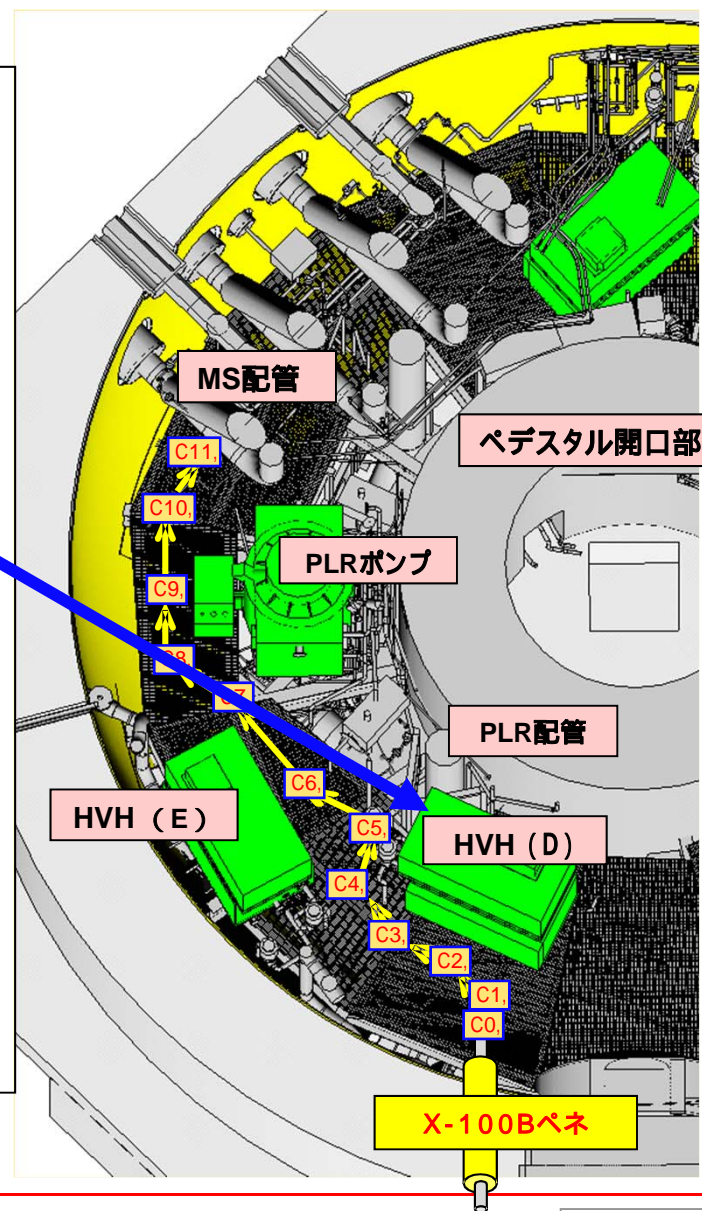 MS配管
C11,
ペデスタル開口部
C10,
PLRポンプ
C9,
C8,
C7,
PLR配管
C6,
HVH（E）
C5,
HVH（D）
C4,
C3,
C2,
C1,
C0,
X-100Bペネ